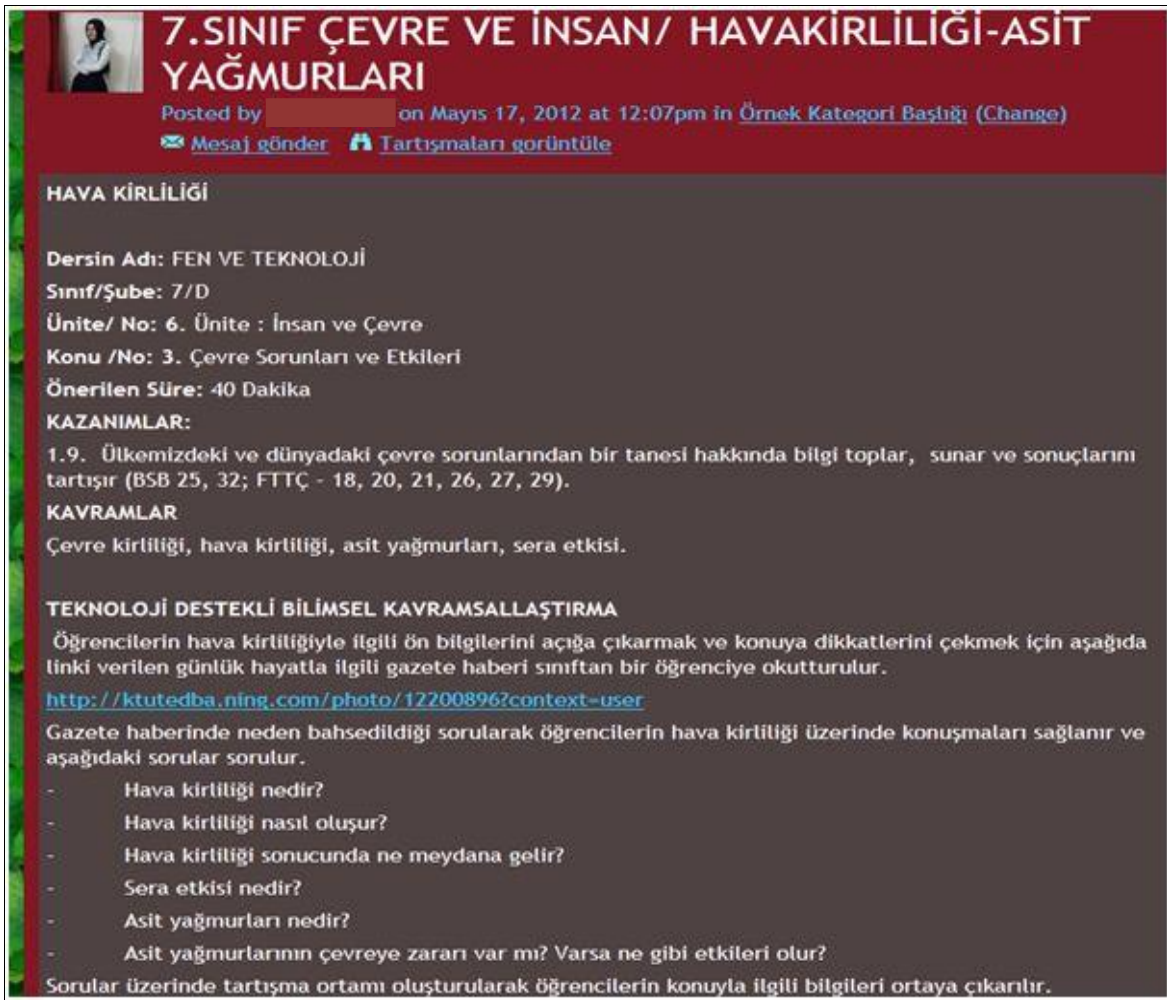 7.SINIF ÇEVRE VE İNSAN/ HAVAKİRLİLİĞİ-ASİT
YAĞMURLARI
Posted by on Mayıs 17, 2012 at 12:07pm in Örnek Kategori Başlığı (Change)
Mesaj gönder Tartışmaları görüntüle
HAVA KİRLİLİĞİ
Dersin Adı: FEN VE TEKNOLOJİ
Sınıf/Şube: 7/D
Ünite/ No: 6. Ünite : İnsan ve Çevre
Konu /No: 3. Çevre Sorunları ve Etkileri
Önerilen Süre: 40 Dakika
KAZANIMLAR:
1.9. Ülkemizdeki ve dünyadaki çevre sorunlarından bir tanesi hakkında bilgi toplar, sunar ve sonuçlarını
tartışır (BSB 25, 32; FTTÇ - 18, 20, 21, 26, 27, 29).
KAVRAMLAR
Çevre kirliliği, hava kirliliği, asit yağmurları, sera etkisi.
TEKNOLOJİ DESTEKLİ BİLİMSEL KAVRAMSALLAŞTIRMA
Öğrencilerin hava kirliliğiyle ilgili ön bilgilerini açığa çıkarmak ve konuya dikkatlerini çekmek için aşağıda
linki verilen günlük hayatla ilgili gazete haberi sınıftan bir öğrenciye okutturulur.
http://ktutedba.ning.com/photo/12200896?context=user
Gazete haberinde neden bahsedildiği sorularak öğrencilerin hava kirliliği üzerinde konuşmaları sağlanır ve
aşağıdaki sorular sorulur.
- Hava kirliliği nedir?
- Hava kirliliği nasıl oluşur?
- Hava kirliliği sonucunda ne meydana gelir?
- Sera etkisi nedir?
- Asit yağmurları nedir?
- Asit yağmurlarının çevreye zararı var mı? Varsa ne gibi etkileri olur?
Sorular üzerinde tartışma ortamı oluşturularak öğrencilerin konuyla ilgili bilgileri ortaya çıkarılır.